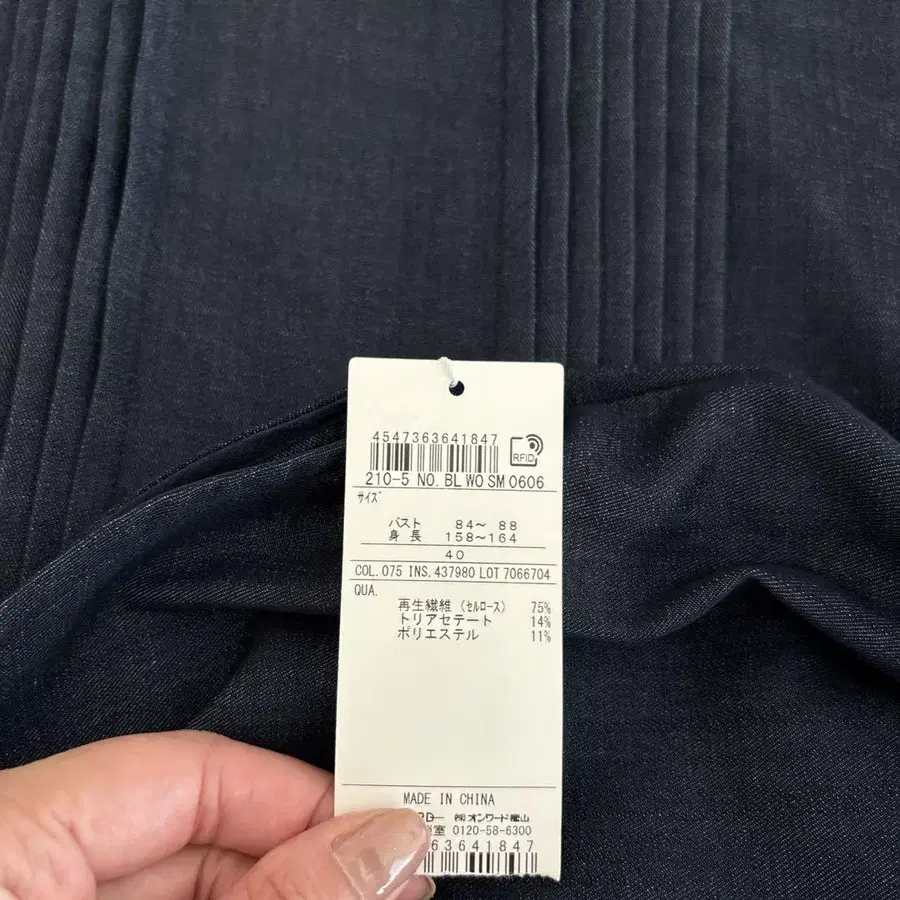 4547363641847
RFID
210-5 NO. BL WO SM 0606
サイズ
バスト 84～ 88
身長 158～164
40
COL. 075 INS. 437980 LOT 7066704
QUA.
再生繊維（セルロース） 75%
トリアセテート 14%
ポリエステル 11%
MADE IN CHINA
㈱オンワード樫山
室 0120-58-6300
63641847